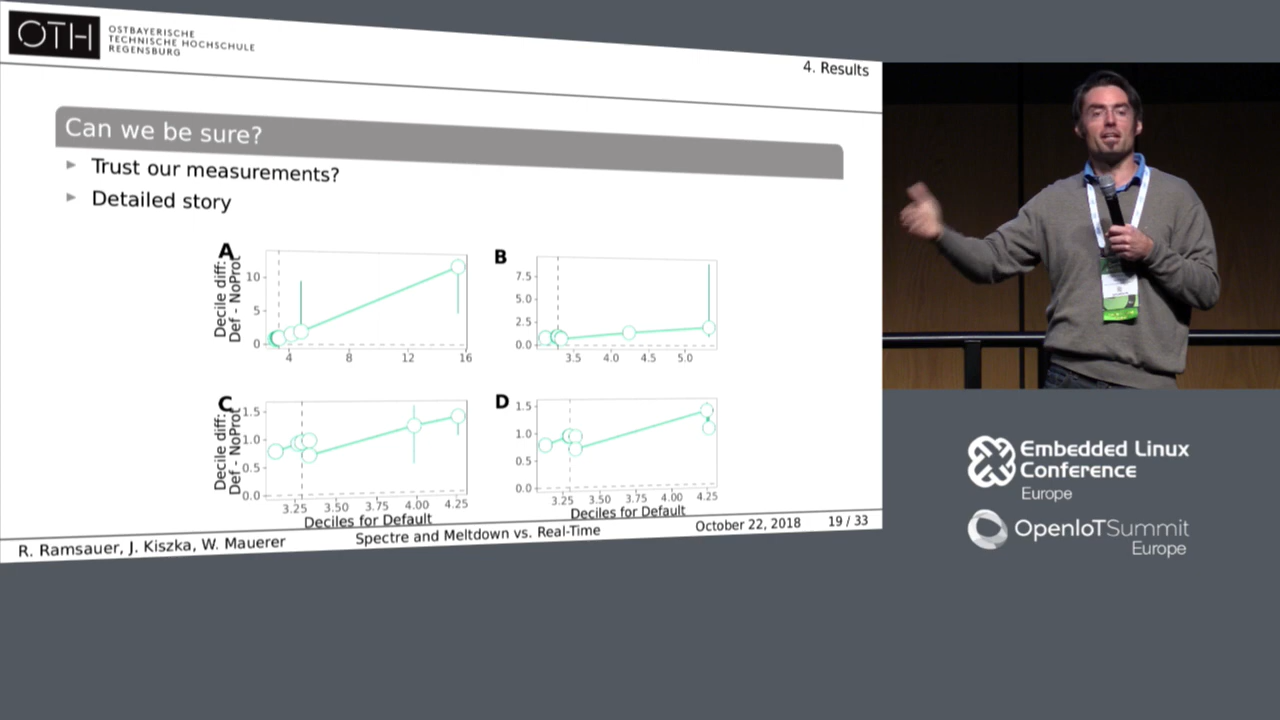 OTH
OSTBAYERISCHE
TECHNISCHE HOCHSCHULE
REGENSBURG
4. Results
Can we be sure?
Trust our measurements?
Detailed story
A
Decile diff:
Def - NoProt
10
5
0
4 8 12 16
B
7.5
5.0
2.5
0.0
3.5 4.0 4.5 5.0
C
Decile diff:
Def - NoProt
1.5
1.0
0.5
0.0
3.25 3.50 3.75 4.00 4.25
Deciles for Default
D
1.5
1.0
0.5
0.0
3.25 3.50 3.75 4.00 4.25
Deciles for Default
R. Ramsauer, J. Kiszka, W. Mauerer
Spectre and Meltdown vs. Real-Time
October 22, 2018
19 / 33
Embedded Linux
Conference
Europe
OpenIoTSummit
Europe